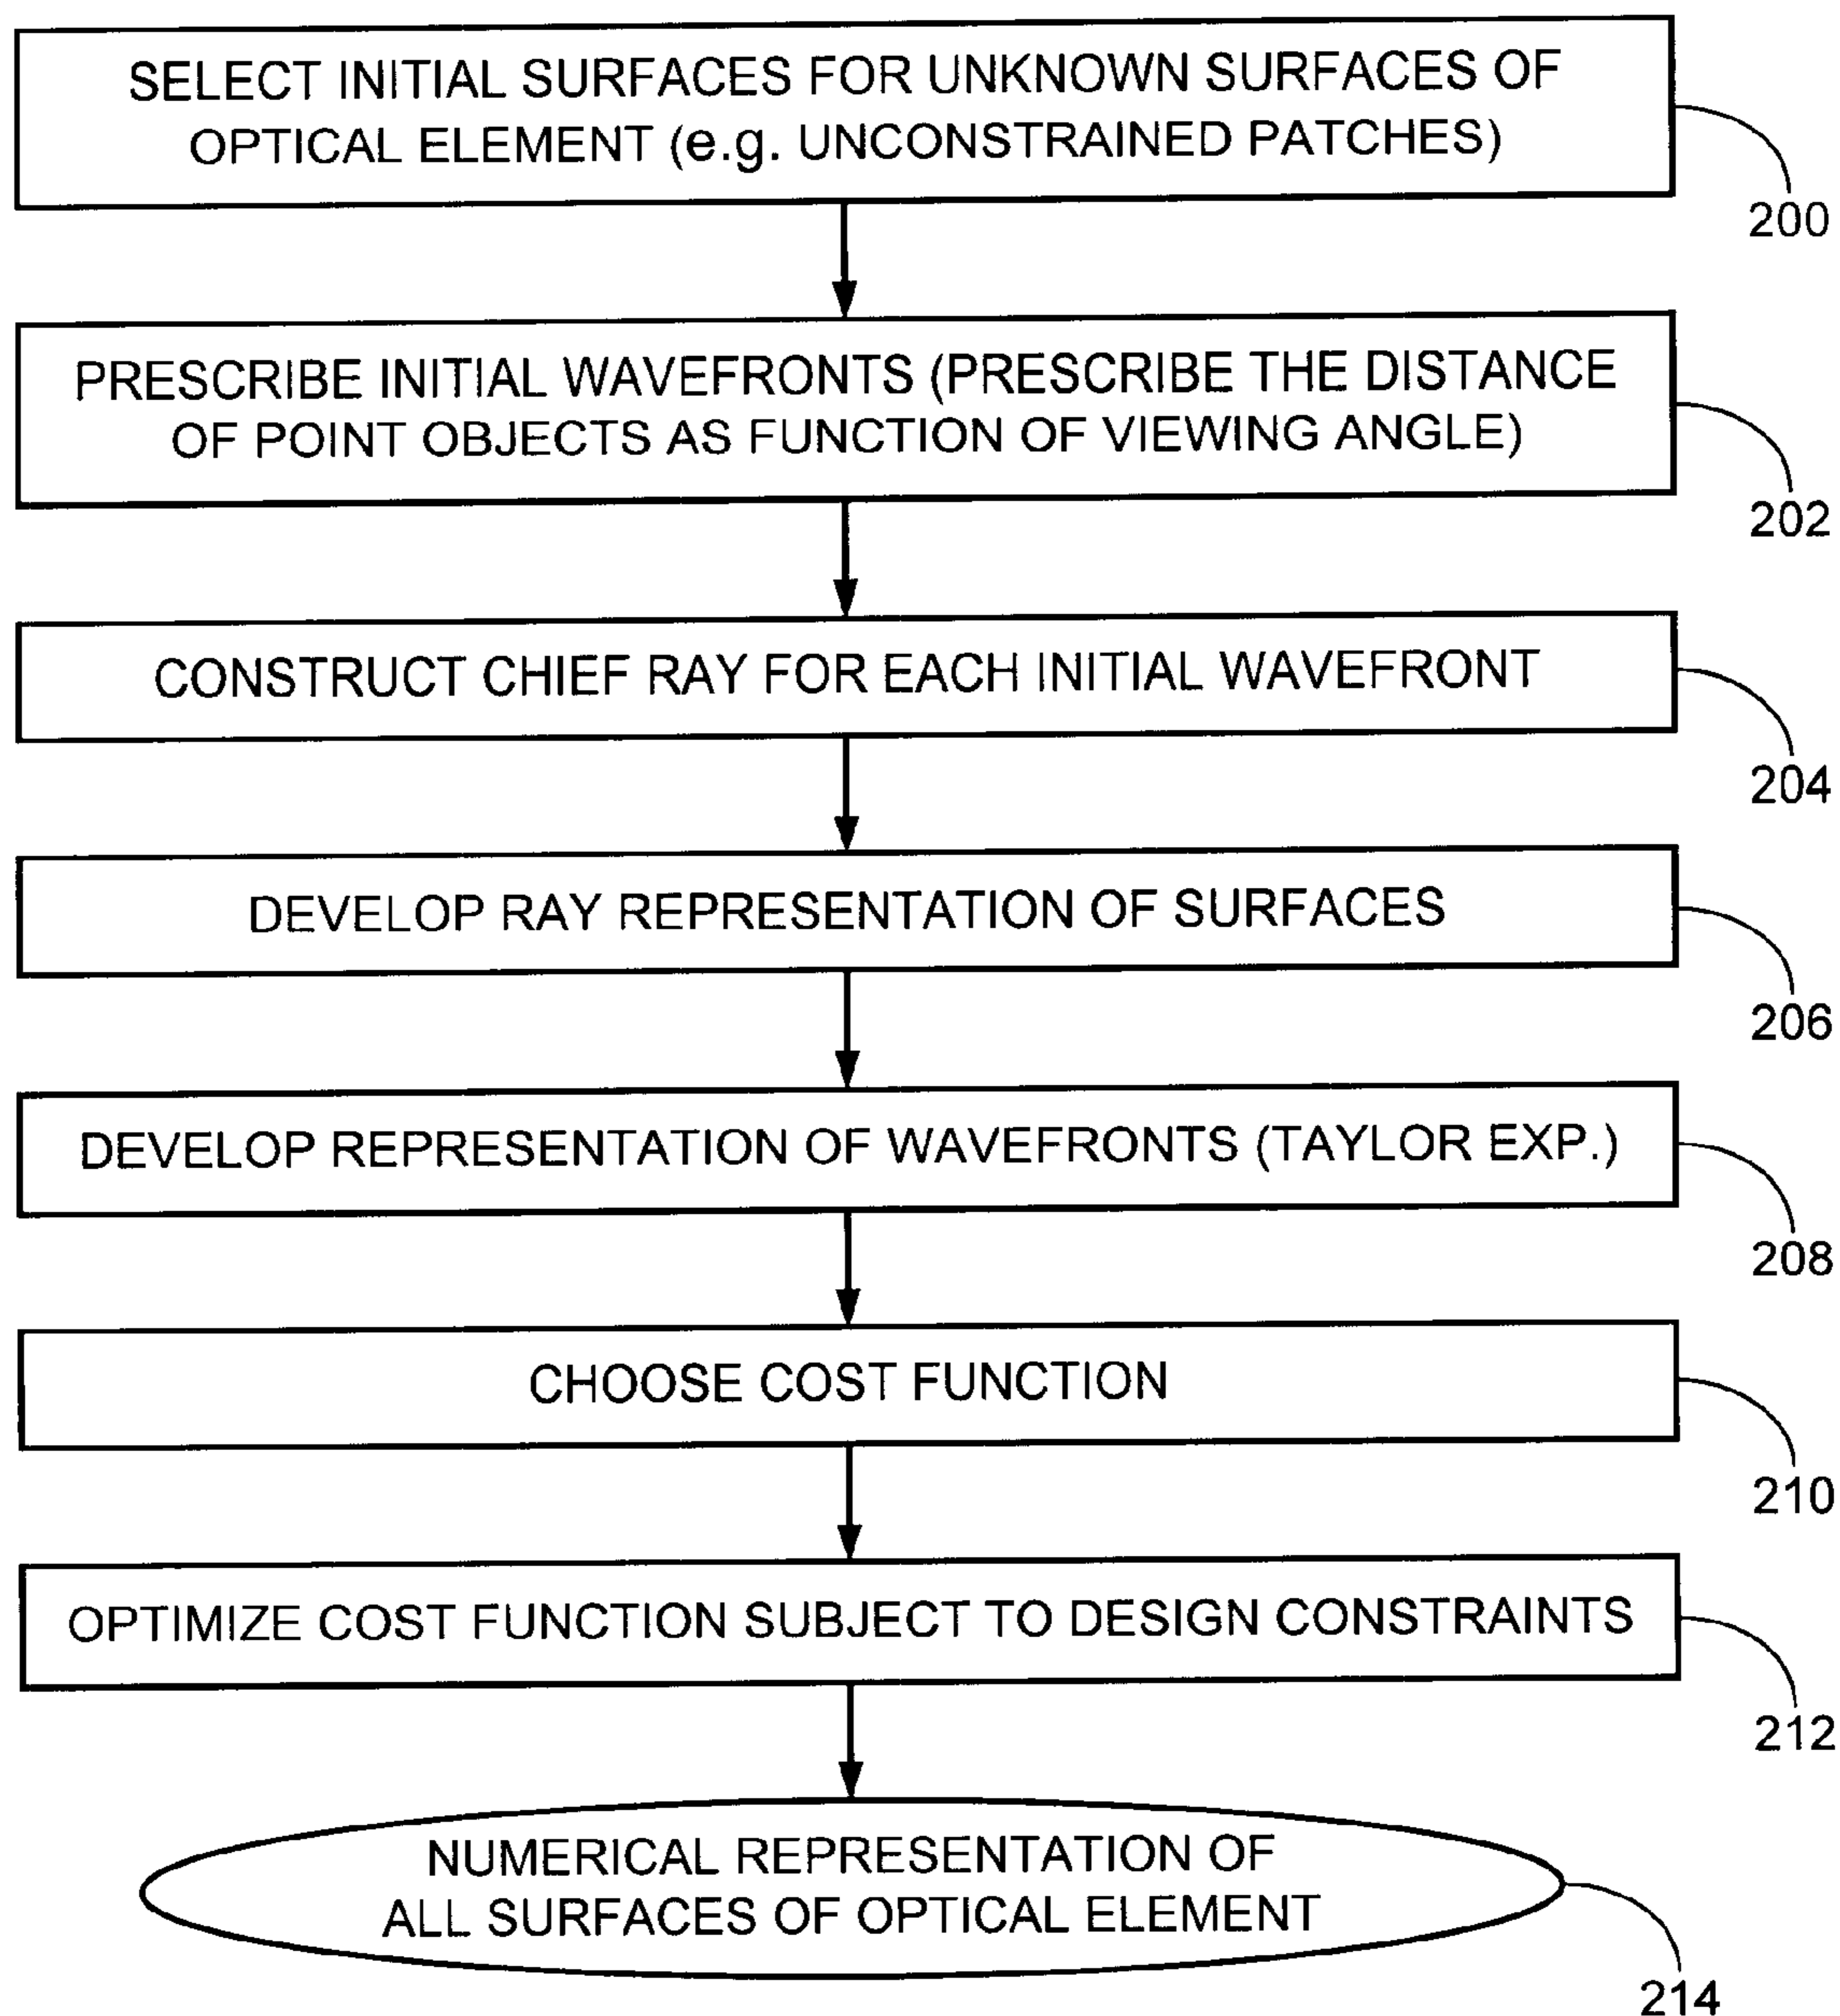 SELECT INITIAL SURFACES FOR UNKNOWN SURFACES OF
OPTICAL ELEMENT (e.g. UNCONSTRAINED PATCHES)
200
PRESCRIBE INITIAL WAVEFRONTS (PRESCRIBE THE DISTANCE
OF POINT OBJECTS AS FUNCTION OF VIEWING ANGLE)
202
CONSTRUCT CHIEF RAY FOR EACH INITIAL WAVEFRONT
204
DEVELOP RAY REPRESENTATION OF SURFACES
206
DEVELOP REPRESENTATION OF WAVEFRONTS (TAYLOR EXP.)
208
CHOOSE COST FUNCTION
210
OPTIMIZE COST FUNCTION SUBJECT TO DESIGN CONSTRAINTS
212
NUMERICAL REPRESENTATION OF
ALL SURFACES OF OPTICAL ELEMENT
214